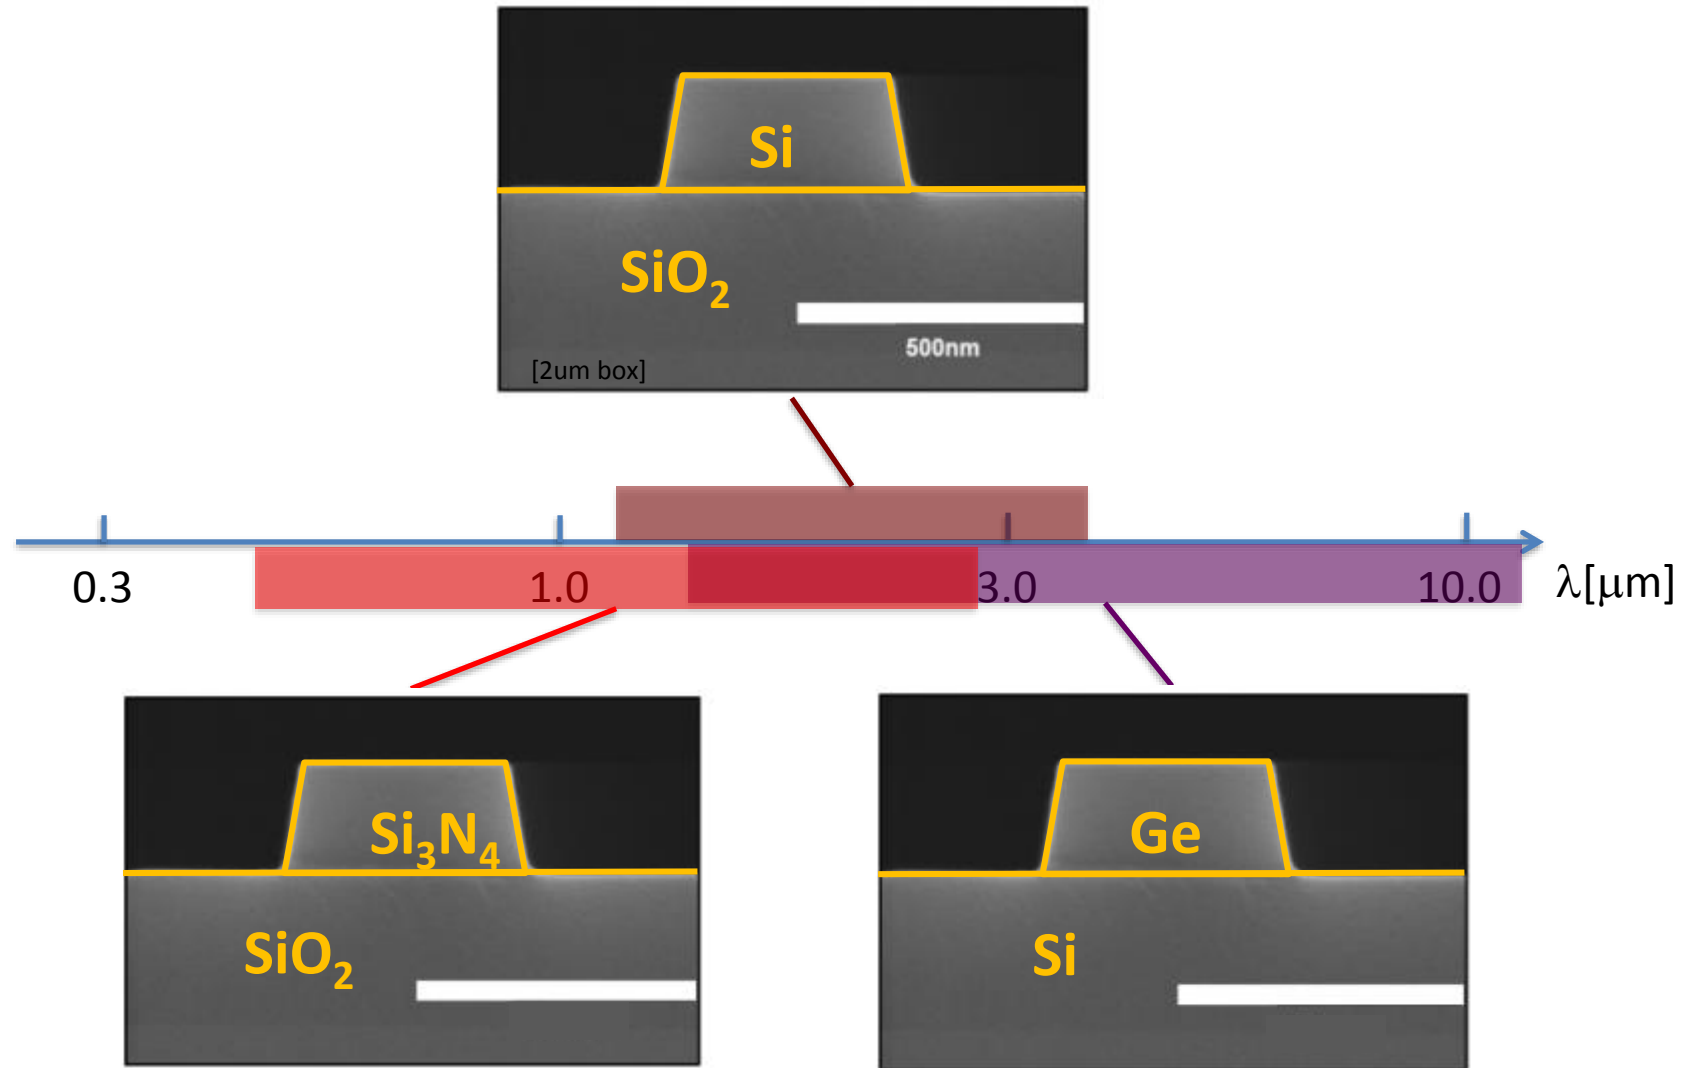 Si
SiO₂
500nm
[2um box]
0.3
1.0
3.0
10.0
λ[μm]
Si₃N₄
SiO₂
Ge
Si